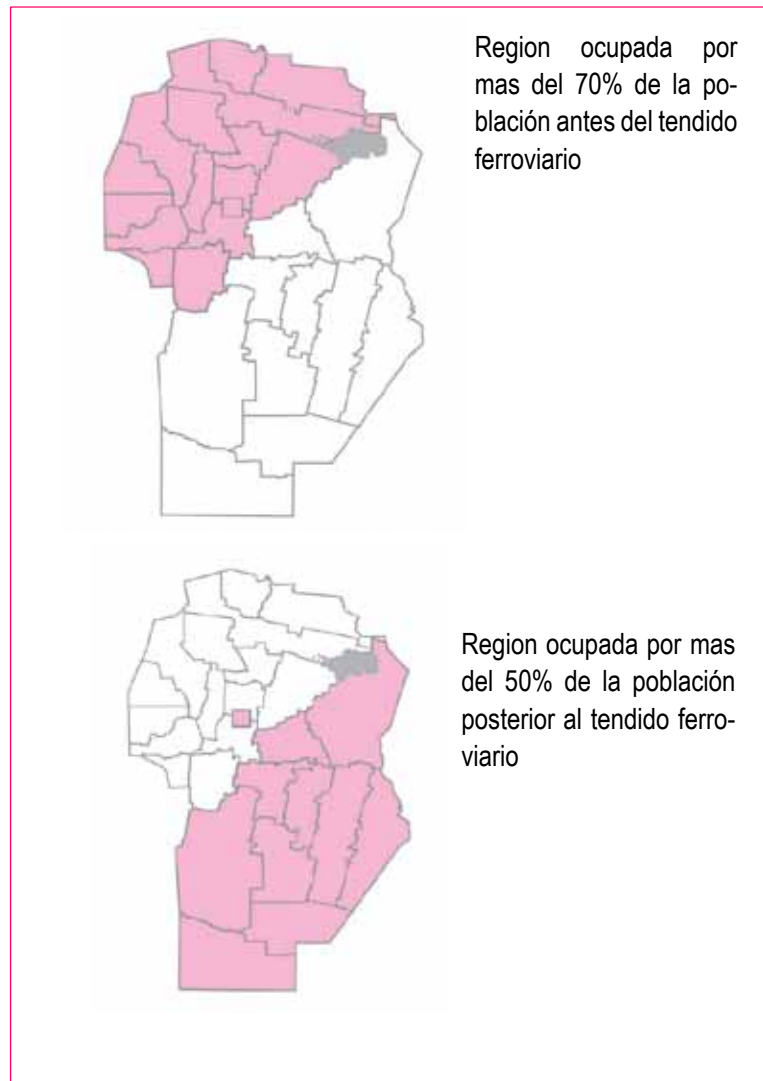 Region ocupada por
mas del 70% de la po-
blación antes del tendido
ferroviario
Region ocupada por mas
del 50% de la población
posterior al tendido ferro-
viario